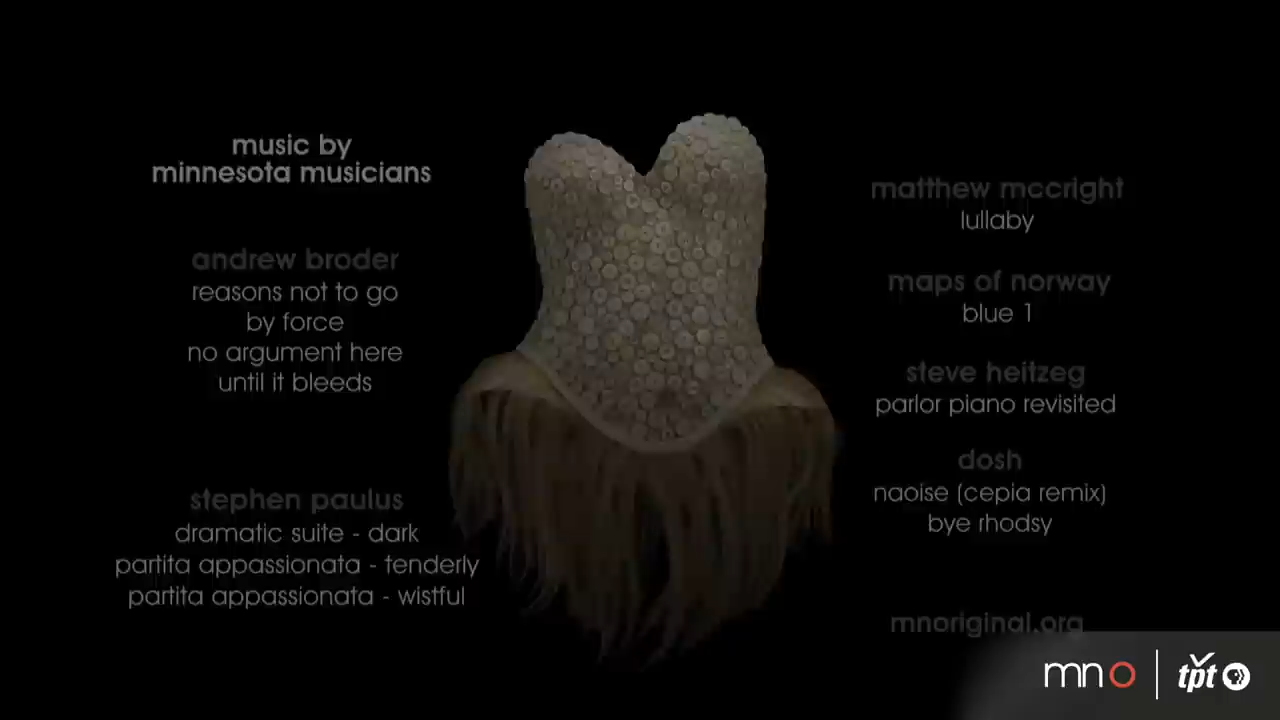 music by
minnesota musicians
andrew broder
reasons not to go
by force
no argument here
until it bleeds
stephen paulus
dramatic suite - dark
partita appassionata - tenderly
partita appassionata - wistful
matthew mccright
lullaby
maps of norway
blue 1
steve heitzeg
parlor piano revisited
dosh
naoise (cepia remix)
bye rhodsy
mnoriginal.org
mno | tpt